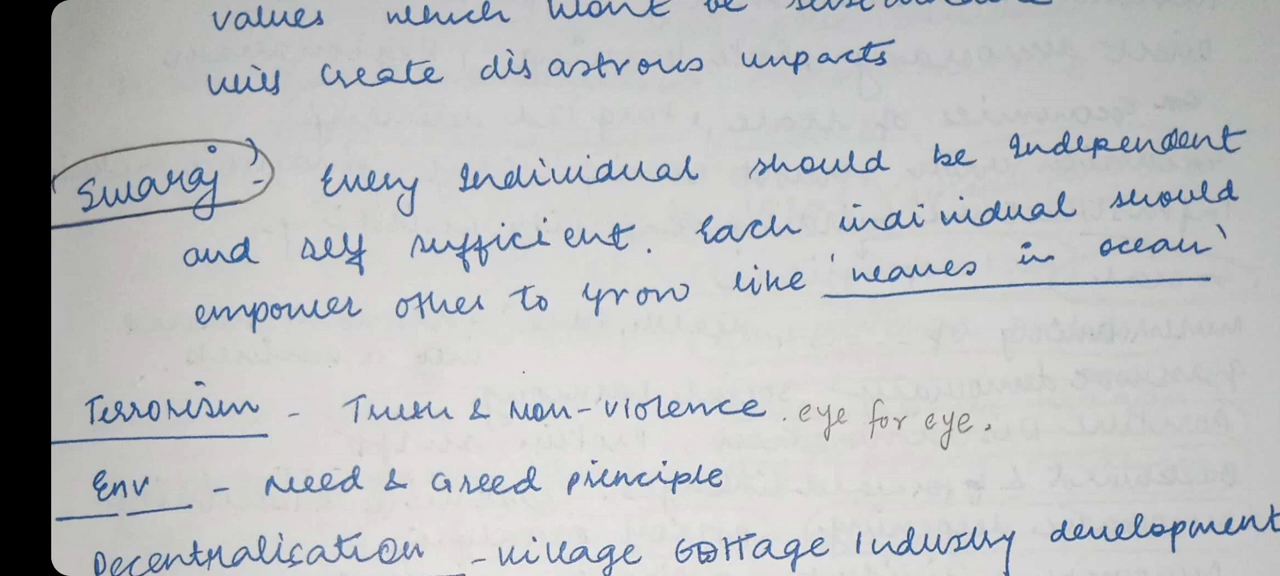 values which wont be
will create disastrous impacts
Swaraj - Every Individual should be Independent
and self sufficient. Each individual should
empower other to grow like 'waves in ocean'
Terrorism - Truth & Non-violence. eye for eye.
Env - Need & Greed principle
Decentralisation - Village Cottage Industry development